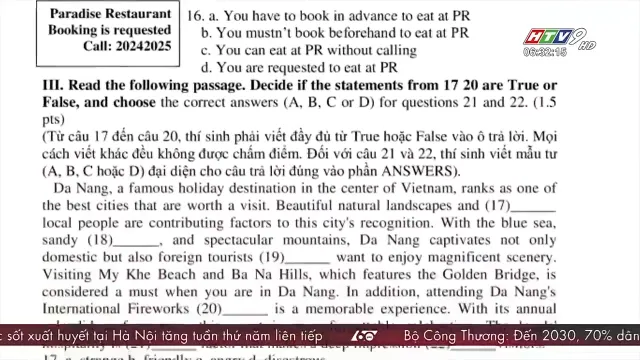 Paradise Restaurant
Booking is requested
Call: 20242025
16. a. You have to book in advance to eat at PR
b. You mustn't book beforehand to eat at PR
c. You can eat at PR without calling
d. You are requested to eat at PR
HTV9 HD
06:32:15
III. Read the following passage. Decide if the statements from 17 20 are True or
False, and choose the correct answers (A, B, C or D) for questions 21 and 22. (1.5
pts)
(Từ câu 17 đến câu 20, thí sinh phải viết đầy đủ từ True hoặc False vào ô trả lời. Mọi
cách viết khác đều không được chấm điểm. Đối với câu 21 và 22, thí sinh viết mẫu tự
(A, B, C hoặc D) đại diện cho câu trả lời đúng vào phần ANSWERS).
Da Nang, a famous holiday destination in the center of Vietnam, ranks as one of
the best cities that are worth a visit. Beautiful natural landscapes and (17)______
local people are contributing factors to this city's recognition. With the blue sea,
sandy (18)______, and spectacular mountains, Da Nang captivates not only
domestic but also foreign tourists (19)______ want to enjoy magnificent scenery.
Visiting My Khe Beach and Ba Na Hills, which features the Golden Bridge, is
considered a must when you are in Da Nang. In addition, attending Da Nang's
International Fireworks (20)______ is a memorable experience. With its annual
c sốt xuất huyết tại Hà Nội tăng tuần thứ năm liên tiếp
Bộ Công Thương: Đến 2030, 70% dân